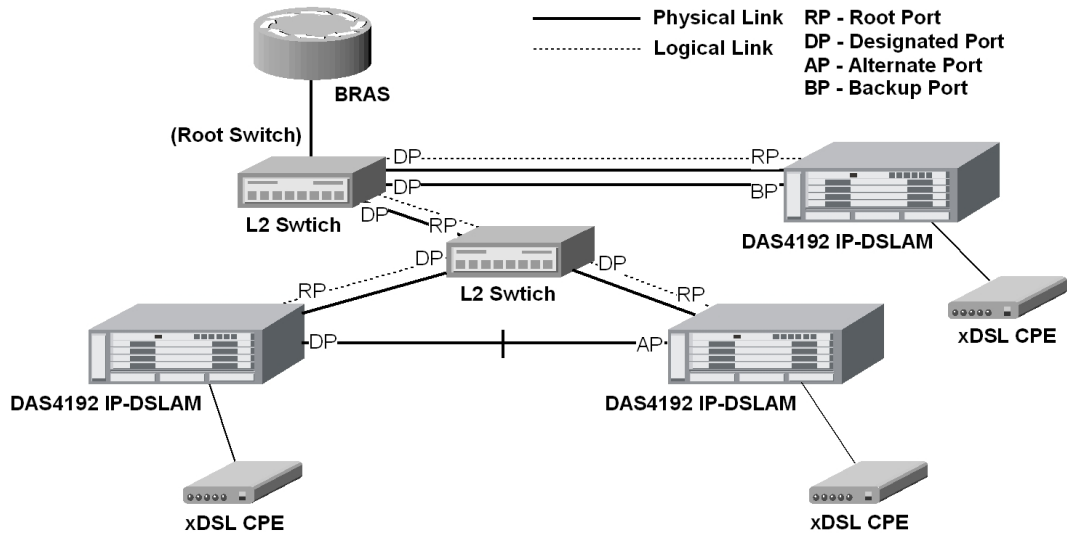 Physical Link
Logical Link
RP - Root Port
DP - Designated Port
AP - Alternate Port
BP - Backup Port
BRAS
(Root Switch)
DP
RP
DP
BP
L2 Swtich
DP
RP
DAS4192 IP-DSLAM
DP
DP
L2 Swtich
RP
RP
xDSL CPE
DP
AP
DAS4192 IP-DSLAM
DAS4192 IP-DSLAM
xDSL CPE
xDSL CPE